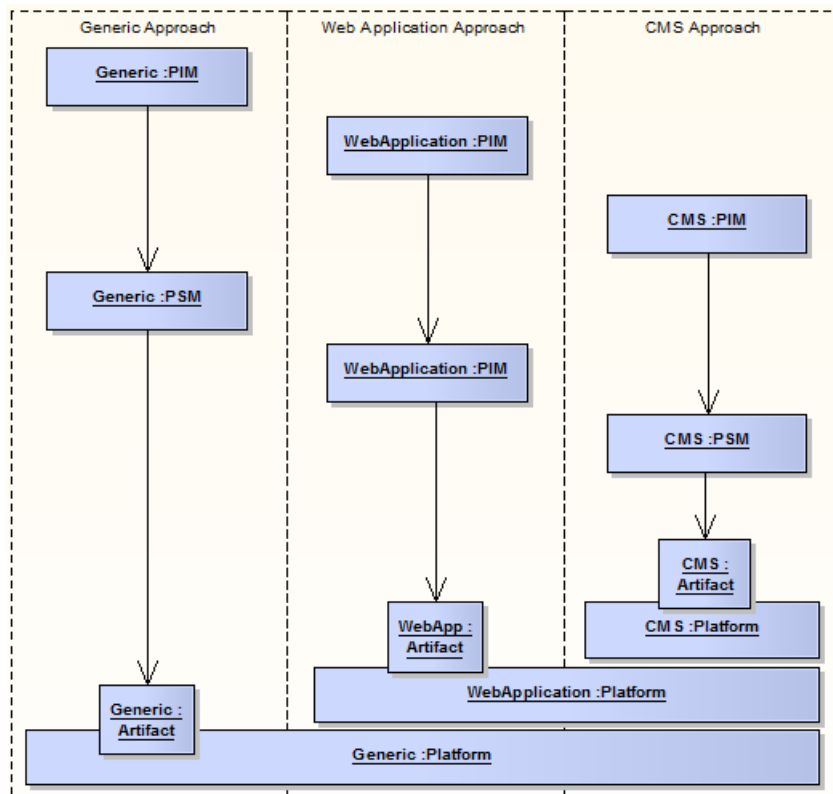 Generic Approach
Web Application Approach
CMS Approach
Generic :PIM
WebApplication :PIM
CMS :PIM
Generic :PSM
WebApplication :PIM
CMS :PSM
CMS :
Artifact
WebApp :
Artifact
CMS :Platform
WebApplication :Platform
Generic :
Artifact
Generic :Platform